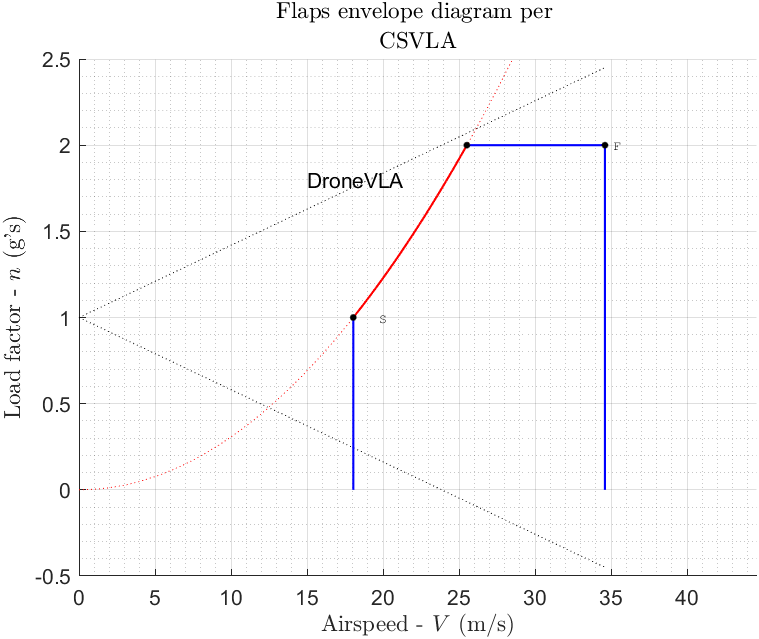 Flaps envelope diagram per
CSVLA
2.5
2
F
DroneVLA
1.5
1
S
0.5
0
-0.5
0 5 10 15 20 25 30 35 40
Load factor - n (g's)
Airspeed - V (m/s)